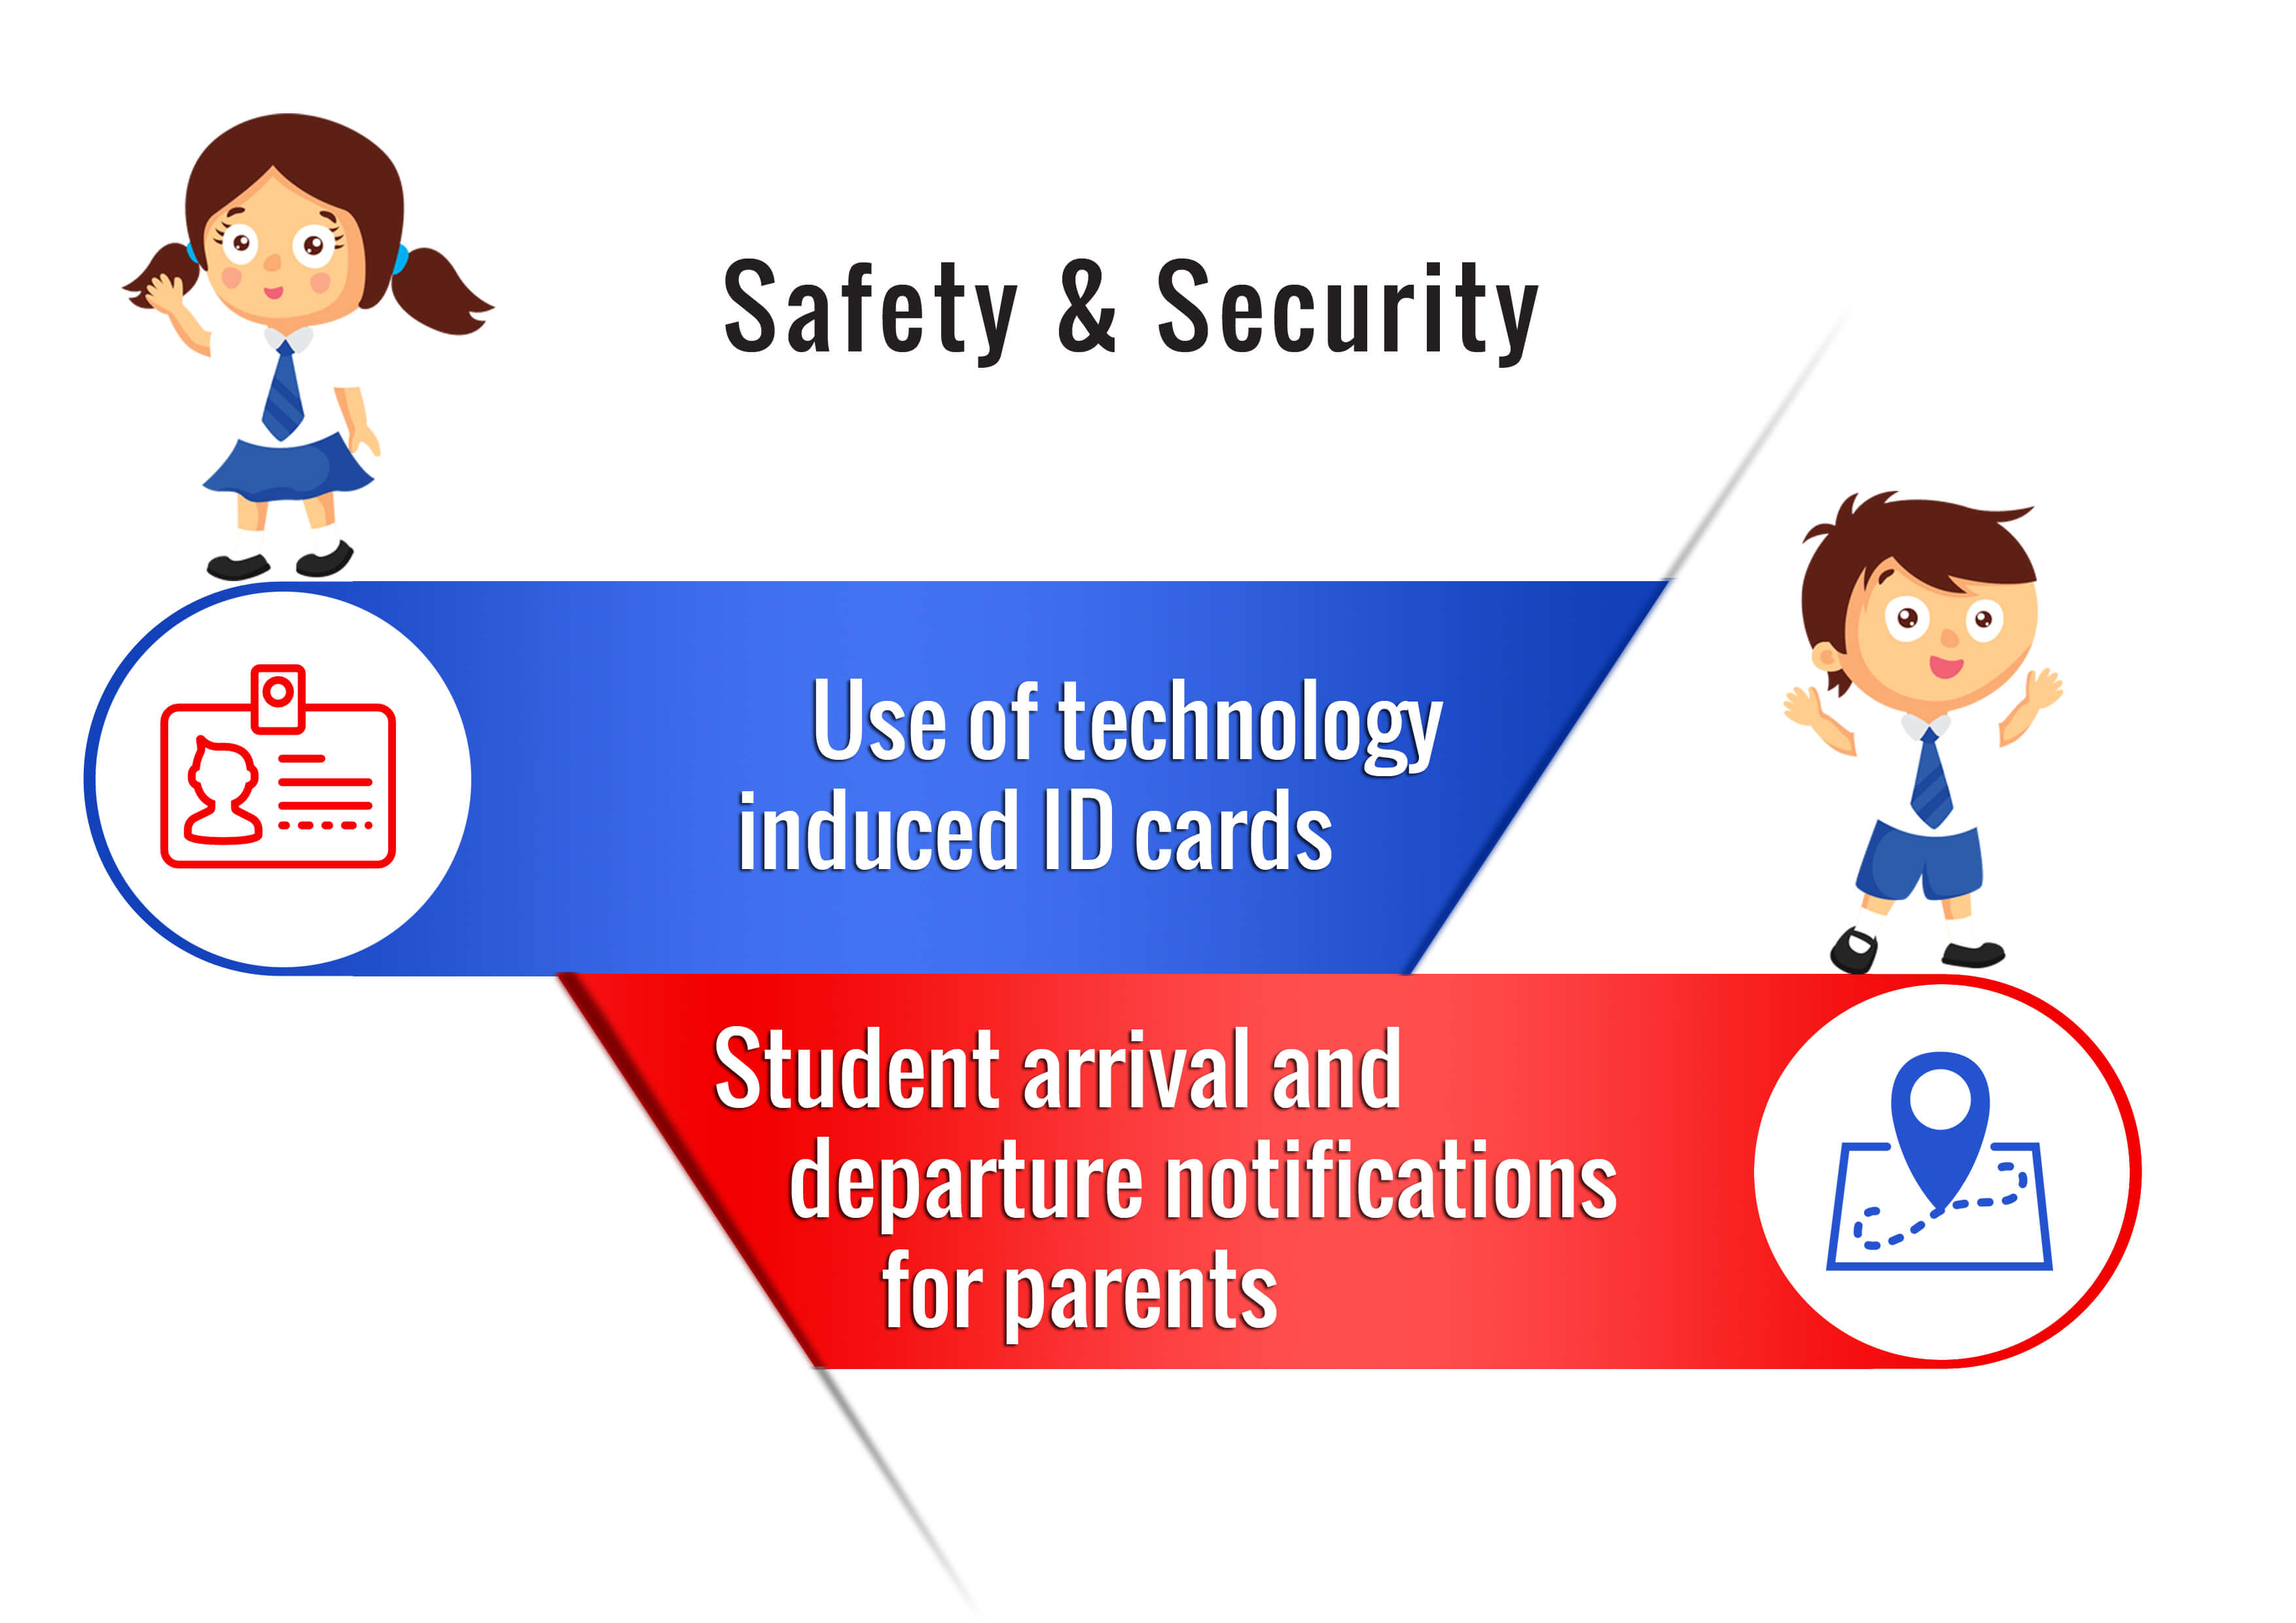 Safety & Security
Use of technology
induced ID cards
Student arrival and
departure notifications
for parents